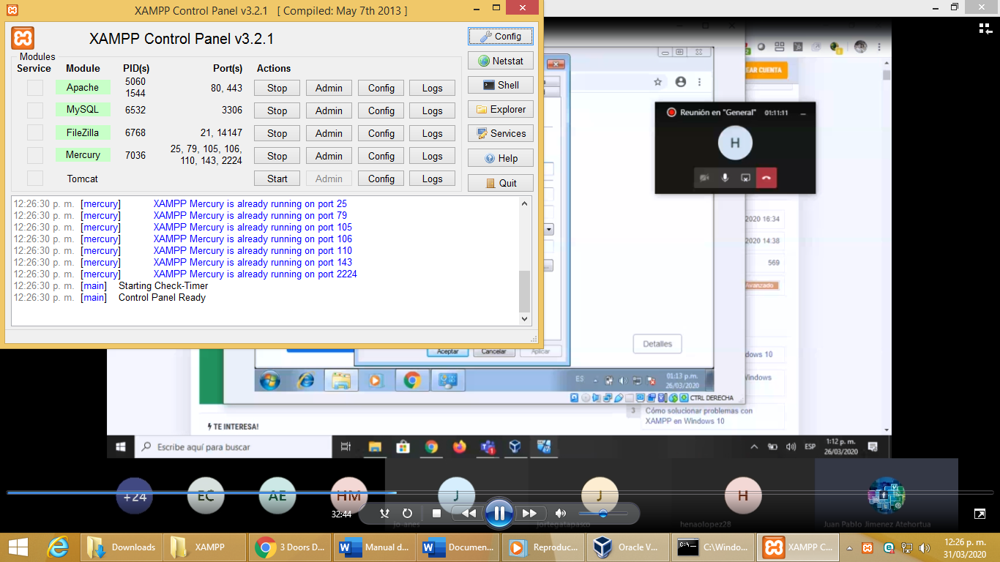 XAMPP Control Panel v3.2.1 [ Compiled: May 7th 2013 ]
XAMPP Control Panel v3.2.1
Config
Netstat
Shell
Explorer
Services
Help
Quit
Modules
Service Module PID(s) Port(s) Actions
Apache 5060
1544 80, 443 Stop Admin Config Logs
MySQL 6532 3306 Stop Admin Config Logs
FileZilla 6768 21, 14147 Stop Admin Config Logs
Mercury 7036 25, 79, 105, 106,
110, 143, 2224 Stop Admin Config Logs
Tomcat Start Admin Config Logs
12:26:30 p. m. [mercury] XAMPP Mercury is already running on port 25
12:26:30 p. m. [mercury] XAMPP Mercury is already running on port 79
12:26:30 p. m. [mercury] XAMPP Mercury is already running on port 105
12:26:30 p. m. [mercury] XAMPP Mercury is already running on port 106
12:26:30 p. m. [mercury] XAMPP Mercury is already running on port 110
12:26:30 p. m. [mercury] XAMPP Mercury is already running on port 143
12:26:30 p. m. [mercury] XAMPP Mercury is already running on port 2224
12:26:30 p. m. [main] Starting Check-Timer
12:26:30 p. m. [main] Control Panel Ready
EAR CUENTA
Reunión en "General" 01:11:11
H
2020 16:34
2020 14:38
569
Avanzado
Detalles
Aceptar Cancelar Aplicar
dows 10
Windows
ES 01:13 p.m.
26/03/2020
CTRL DERECHA
3 Cómo solucionar problemas con
XAMPP en Windows 10
TE INTERESA!
Escribe aquí para buscar
ESP 1:12 p. m.
26/03/2020
+24 EC AE HM J J H
32:44
jo-anes jortegatapasco henaolopez28 Juan Pablo Jimenez Atehortua
Downloads XAMPP 3 Doors D... Manual d... Documen... Reproduc... Oracle V... C:\Windo... XAMPP C...
12:26 p. m.
31/03/2020